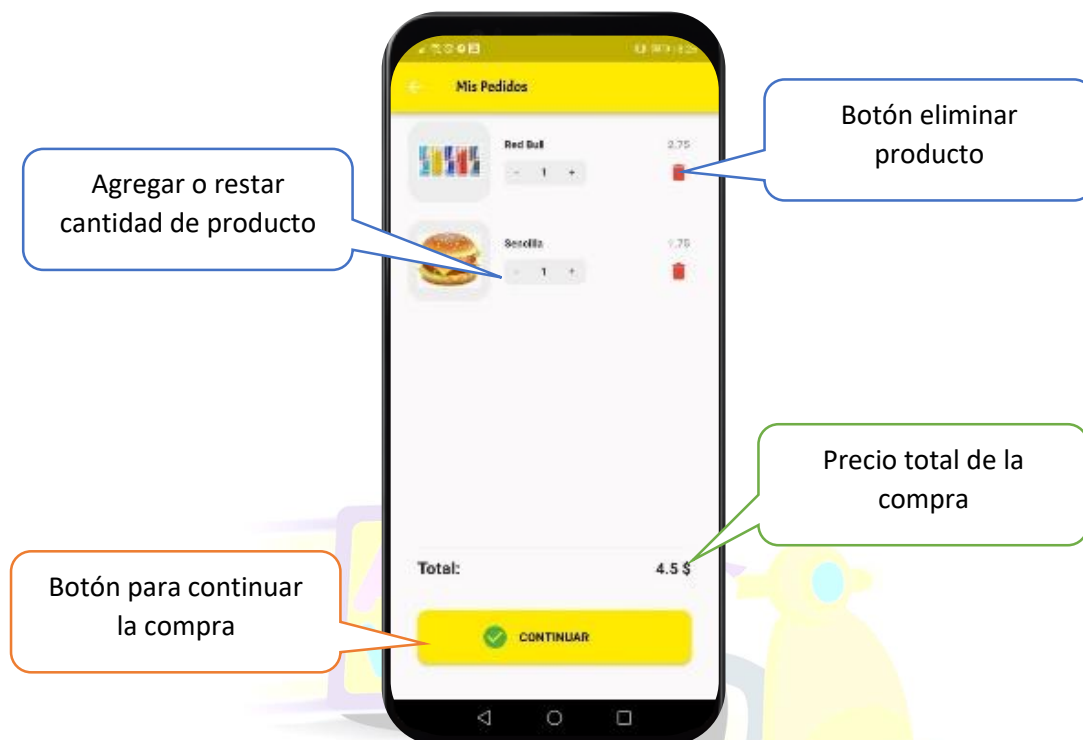 Mis Pedidos
Botón eliminar
producto
Red Bull
2.75
- 1 +
Agregar o restar
cantidad de producto
Sencilla
1.75
- 1 +
Precio total de la
compra
Total:
4.5 $
Botón para continuar
la compra
CONTINUAR